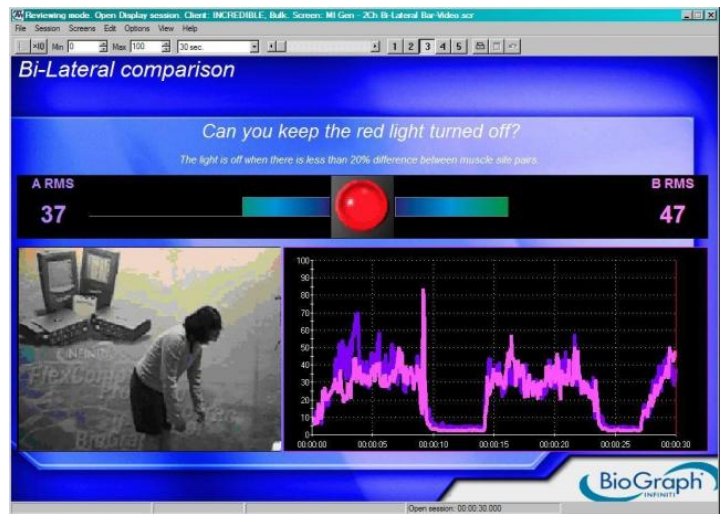 Reviewing mode. Open Display session. Client: INCREDIBLE, Bulk. Screen: MI Gen - 2Ch Bi-Lateral Bar-Video.scr
File Session Screens Edit Options View Help
×10 Min 0 Max 100 30 sec. 1 2 3 4 5
Bi-Lateral comparison
Can you keep the red light turned off?
The light is off when there is less than 20% difference between muscle site pairs.
A RMS B RMS
37 47
100
90
80
70
60
50
40
30
20
10
0
00:00:00 00:00:05 00:00:10 00:00:15 00:00:20 00:00:25 00:00:30
BioGraph
INFINITI
Open session: 00:00:30.000